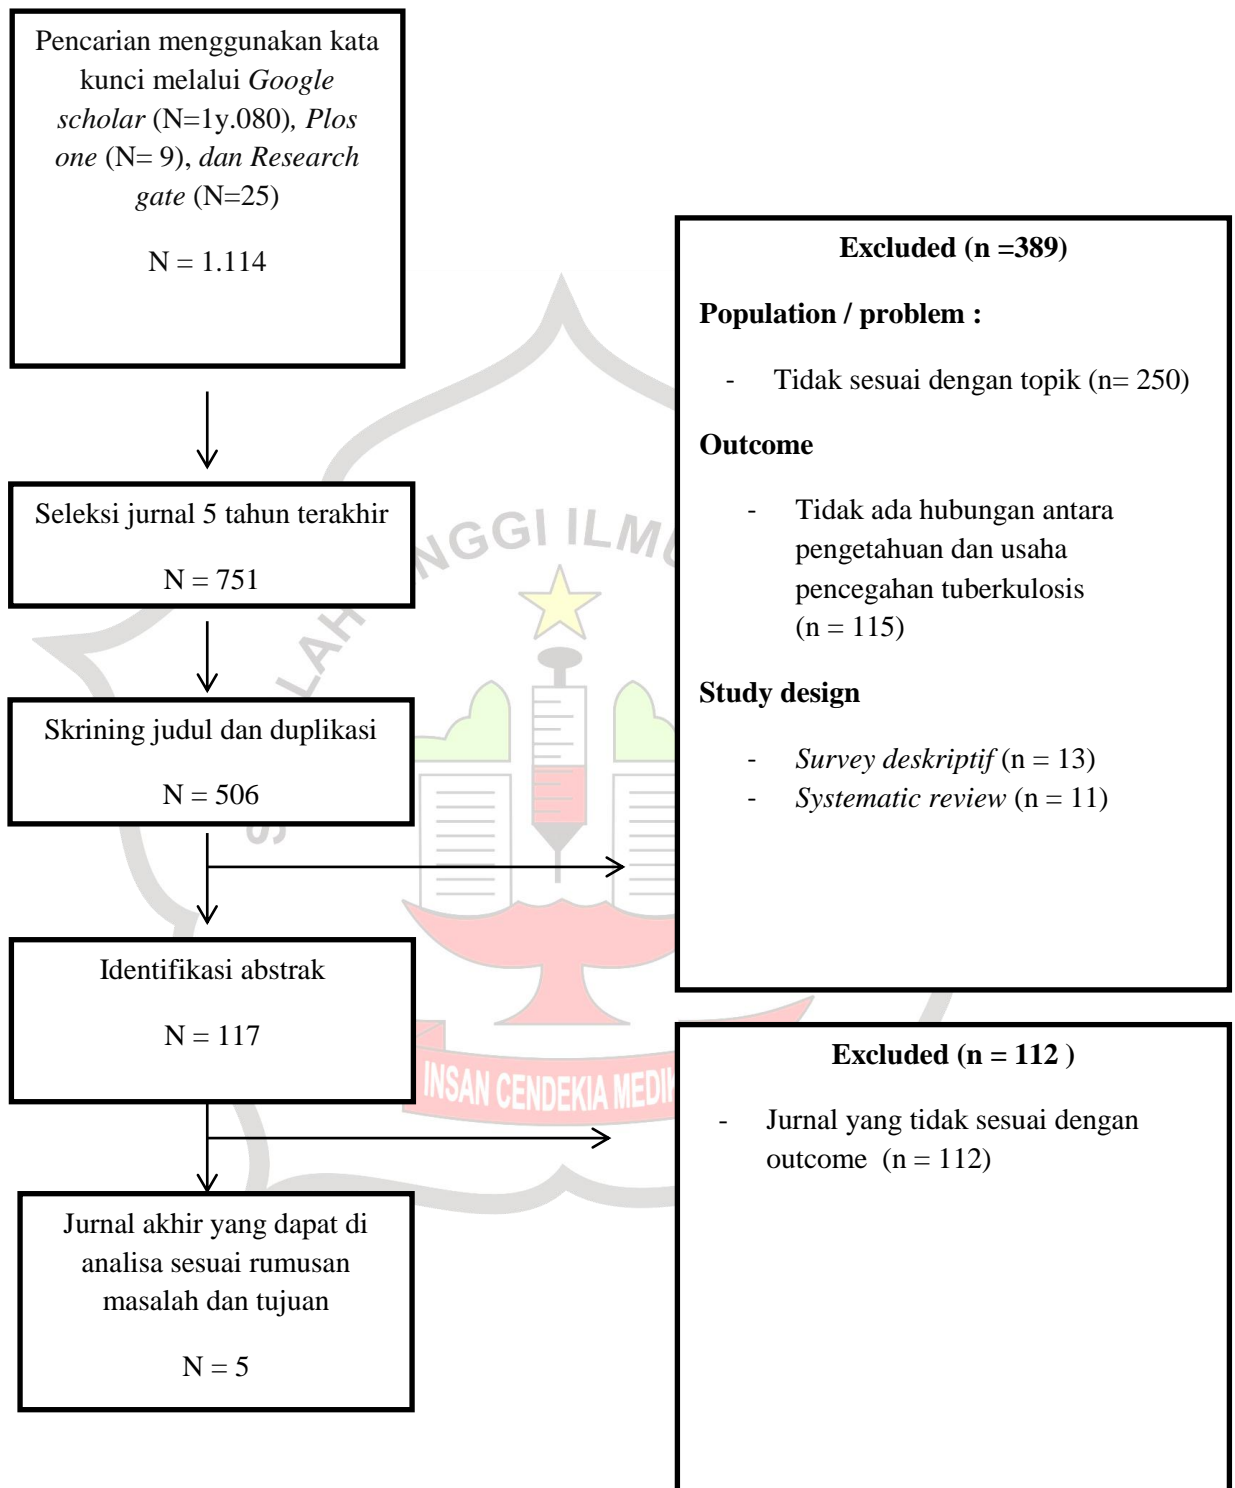 Pencarian menggunakan kata
kunci melalui Google
scholar (N=1y.080), Plos
one (N= 9), dan Research
gate (N=25)
N = 1.114
Excluded (n =389)
Population / problem :
- Tidak sesuai dengan topik (n= 250)
Outcome
- Tidak ada hubungan antara
pengetahuan dan usaha
pencegahan tuberkulosis
(n = 115)
Study design
- Survey deskriptif (n = 13)
- Systematic review (n = 11)
Seleksi jurnal 5 tahun terakhir
N = 751
Skrining judul dan duplikasi
N = 506
Identifikasi abstrak
N = 117
Excluded (n = 112 )
- Jurnal yang tidak sesuai dengan
outcome (n = 112)
Jurnal akhir yang dapat di
analisa sesuai rumusan
masalah dan tujuan
N = 5
INSAN CENDEKIA